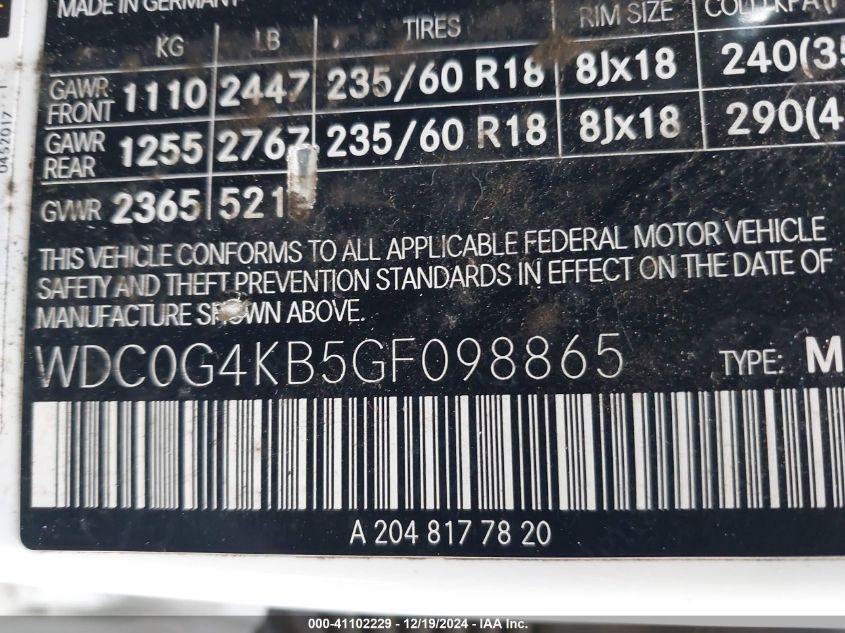 MADE IN GERMANY
KG LB TIRES RIM SIZE COLD KPA(
GAWR FRONT 1110 2447 235/60 R18 8Jx18 240(35
GAWR REAR 1255 2767 235/60 R18 8Jx18 290(4
GVWR 2365 521
THIS VEHICLE CONFORMS TO ALL APPLICABLE FEDERAL MOTOR VEHICLE
SAFETY AND THEFT PREVENTION STANDARDS IN EFFECT ON THE DATE OF
MANUFACTURE SHOWN ABOVE.
WDC0G4KB5GF098865 TYPE: M
A 204 817 78 20
0452017
000-41102229 - 12/19/2024 - IAA Inc.